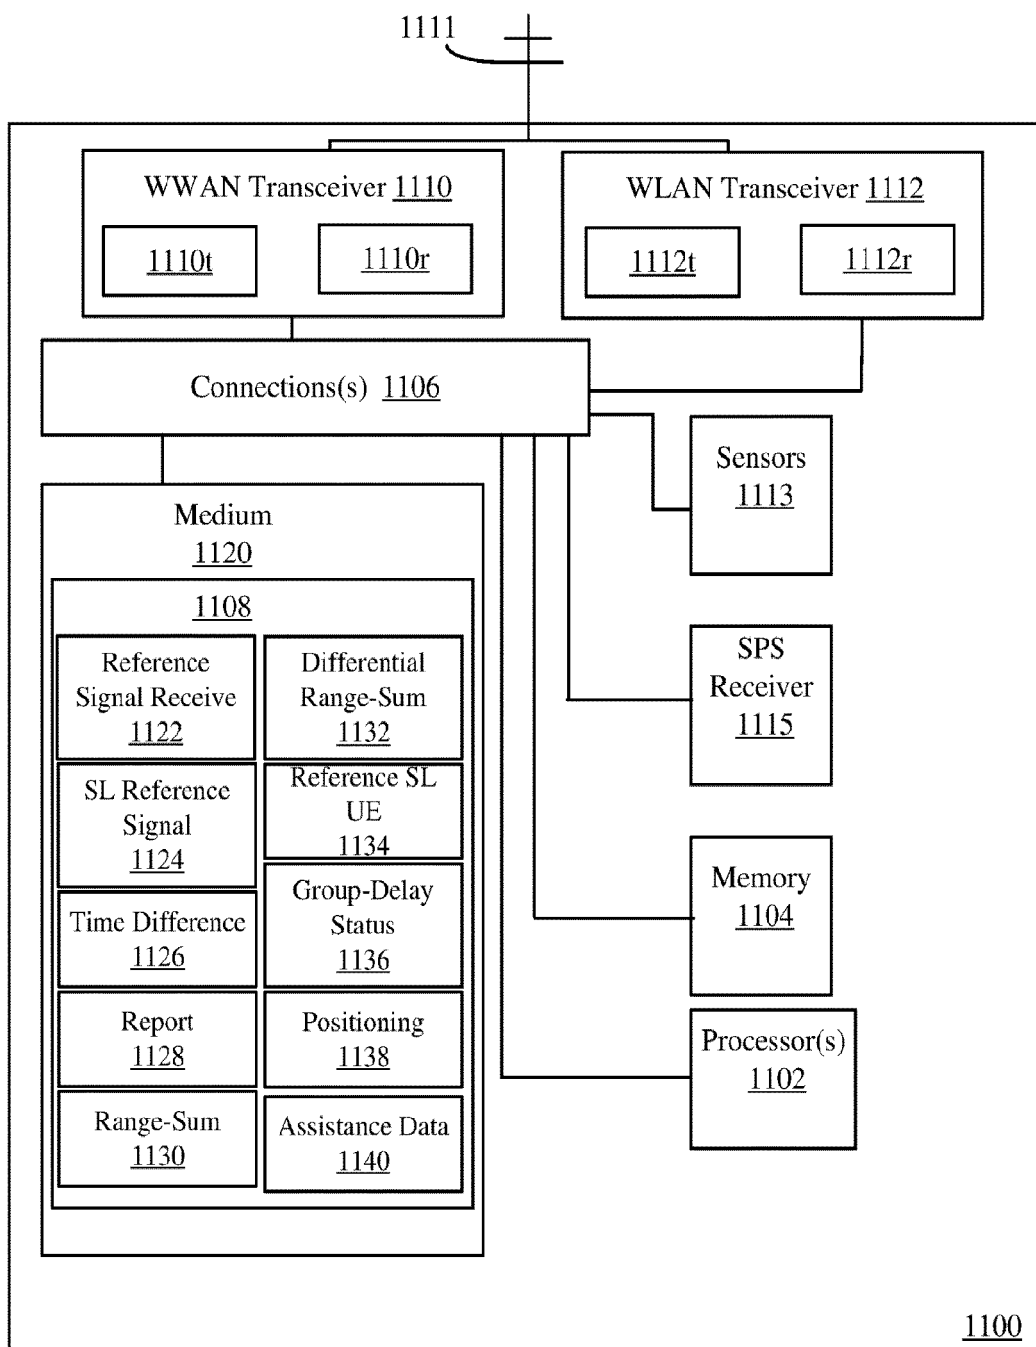 1111
WWAN Transceiver 1110
1110t
1110r
WLAN Transceiver 1112
1112t
1112r
Connections(s) 1106
Sensors
1113
Medium
1120
1108
Reference
Signal Receive
1122
Differential
Range-Sum
1132
SL Reference
Signal
1124
Reference SL
UE
1134
Time Difference
1126
Group-Delay
Status
1136
Report
1128
Positioning
1138
Range-Sum
1130
Assistance Data
1140
SPS
Receiver
1115
Memory
1104
Processor(s)
1102
1100